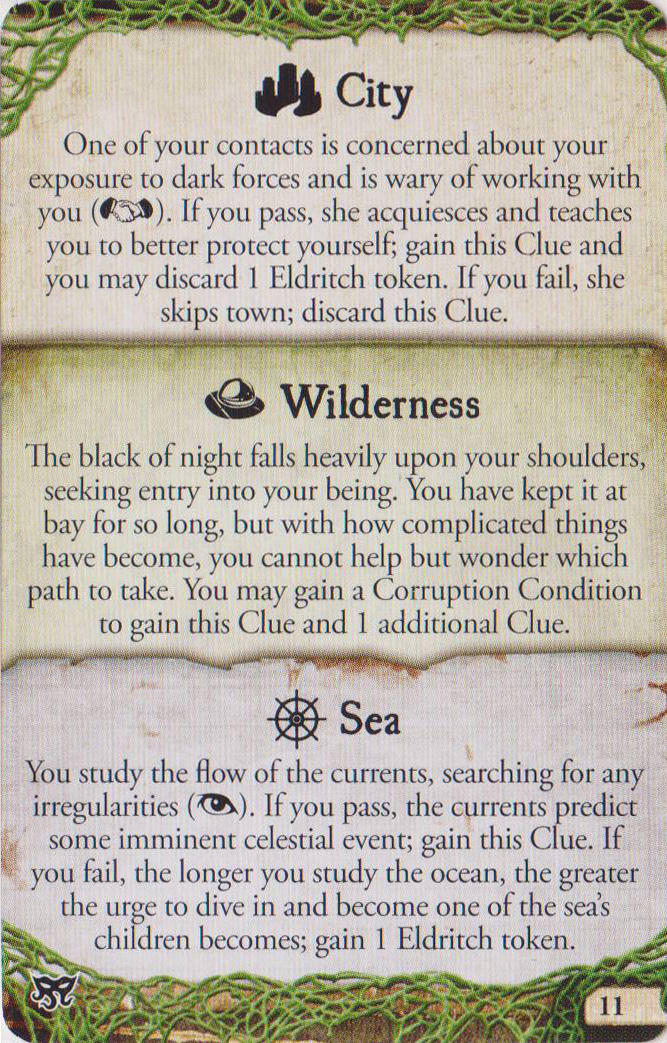 City
One of your contacts is concerned about your
exposure to dark forces and is wary of working with
you (). If you pass, she acquiesces and teaches
you to better protect yourself; gain this Clue and
you may discard 1 Eldritch token. If you fail, she
skips town; discard this Clue.
Wilderness
The black of night falls heavily upon your shoulders,
seeking entry into your being. You have kept it at
bay for so long, but with how complicated things
have become, you cannot help but wonder which
path to take. You may gain a Corruption Condition
to gain this Clue and 1 additional Clue.
Sea
You study the flow of the currents, searching for any
irregularities (). If you pass, the currents predict
some imminent celestial event; gain this Clue. If
you fail, the longer you study the ocean, the greater
the urge to dive in and become one of the sea's
children becomes; gain 1 Eldritch token.
11